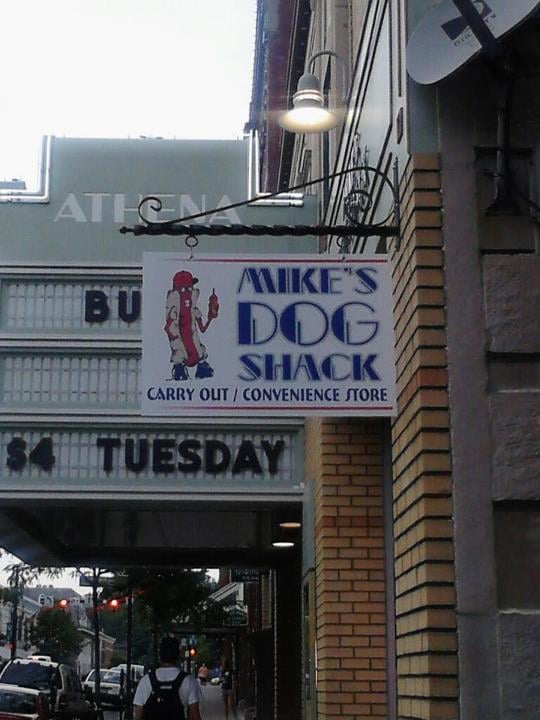 ATHENA
BU
$4 TUESDAY
MIKE'S
DOG
SHACK
CARRY OUT / CONVENIENCE STORE